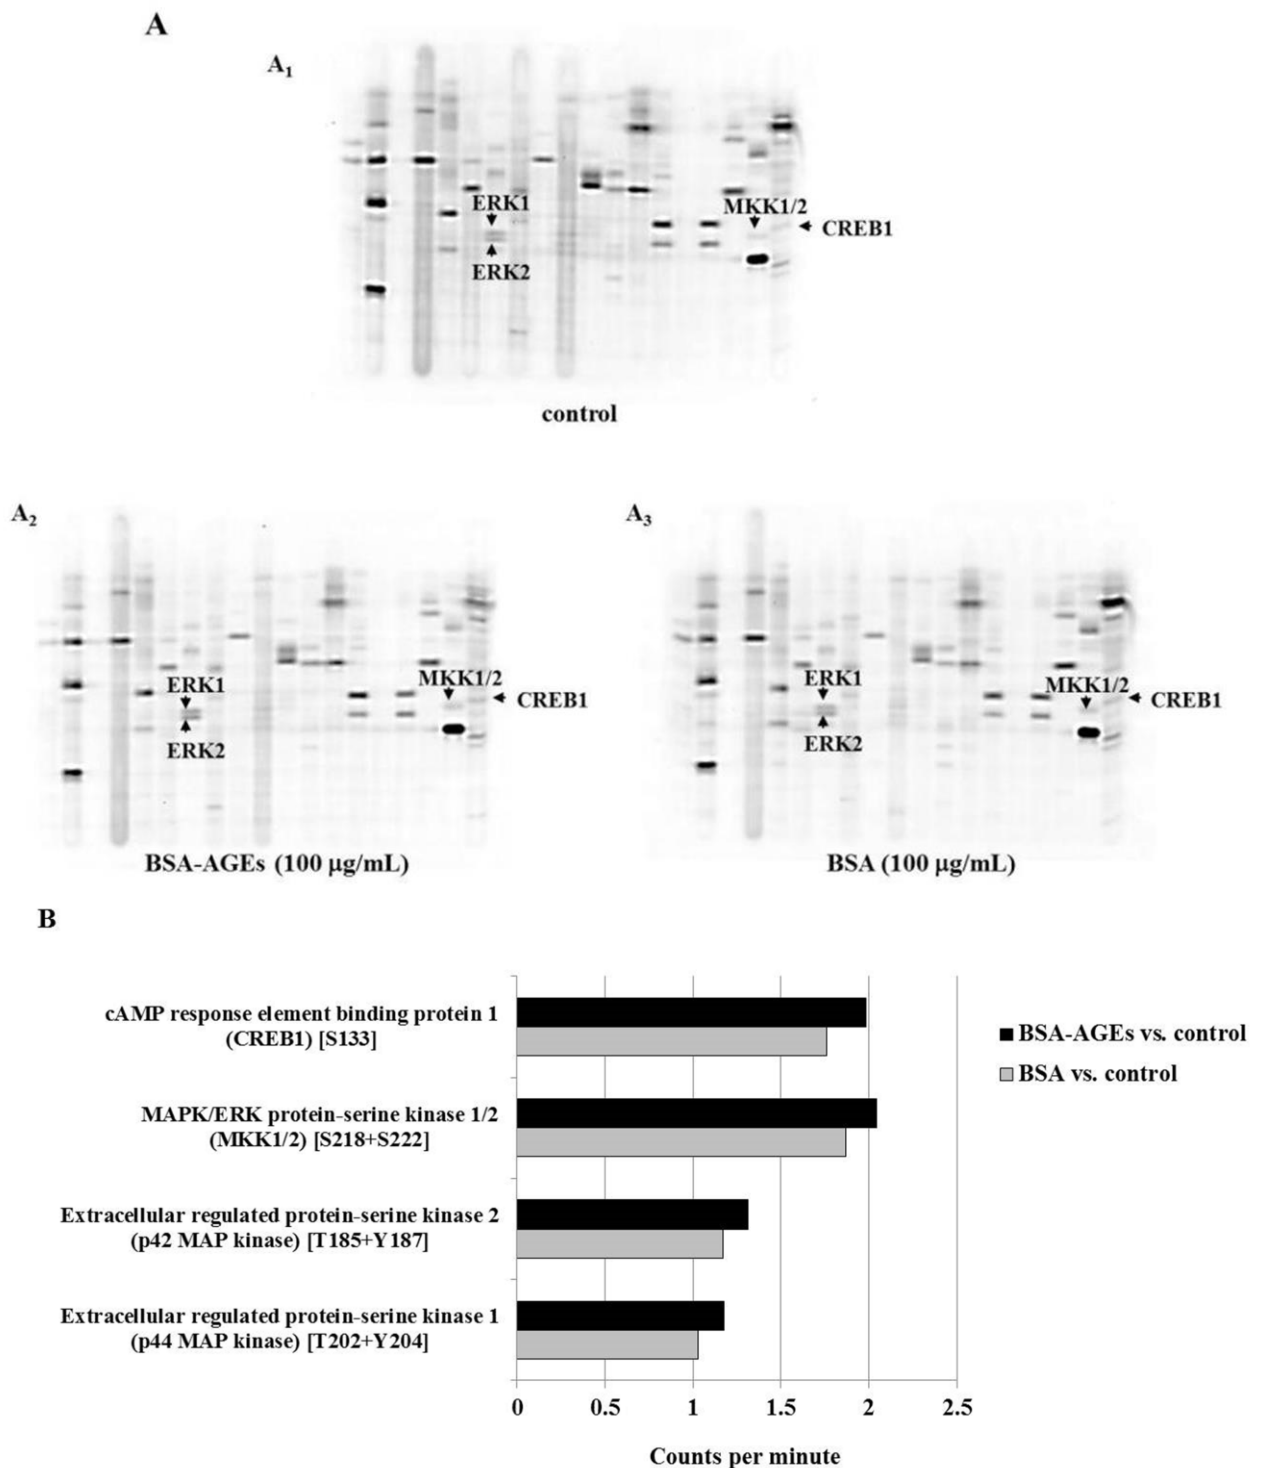 A
A₁
ERK1
MKK1/2
CREB1
ERK2
control
A₂
A₃
ERK1
MKK1/2
CREB1
ERK2
BSA-AGEs (100 µg/mL)
ERK1
MKK1/2
CREB1
ERK2
BSA (100 µg/mL)
B
cAMP response element binding protein 1
(CREB1) [S133]
MAPK/ERK protein-serine kinase 1/2
(MKK1/2) [S218+S222]
Extracellular regulated protein-serine kinase 2
(p42 MAP kinase) [T185+Y187]
Extracellular regulated protein-serine kinase 1
(p44 MAP kinase) [T202+Y204]
BSA-AGEs vs. control
BSA vs. control
0 0.5 1 1.5 2 2.5
Counts per minute